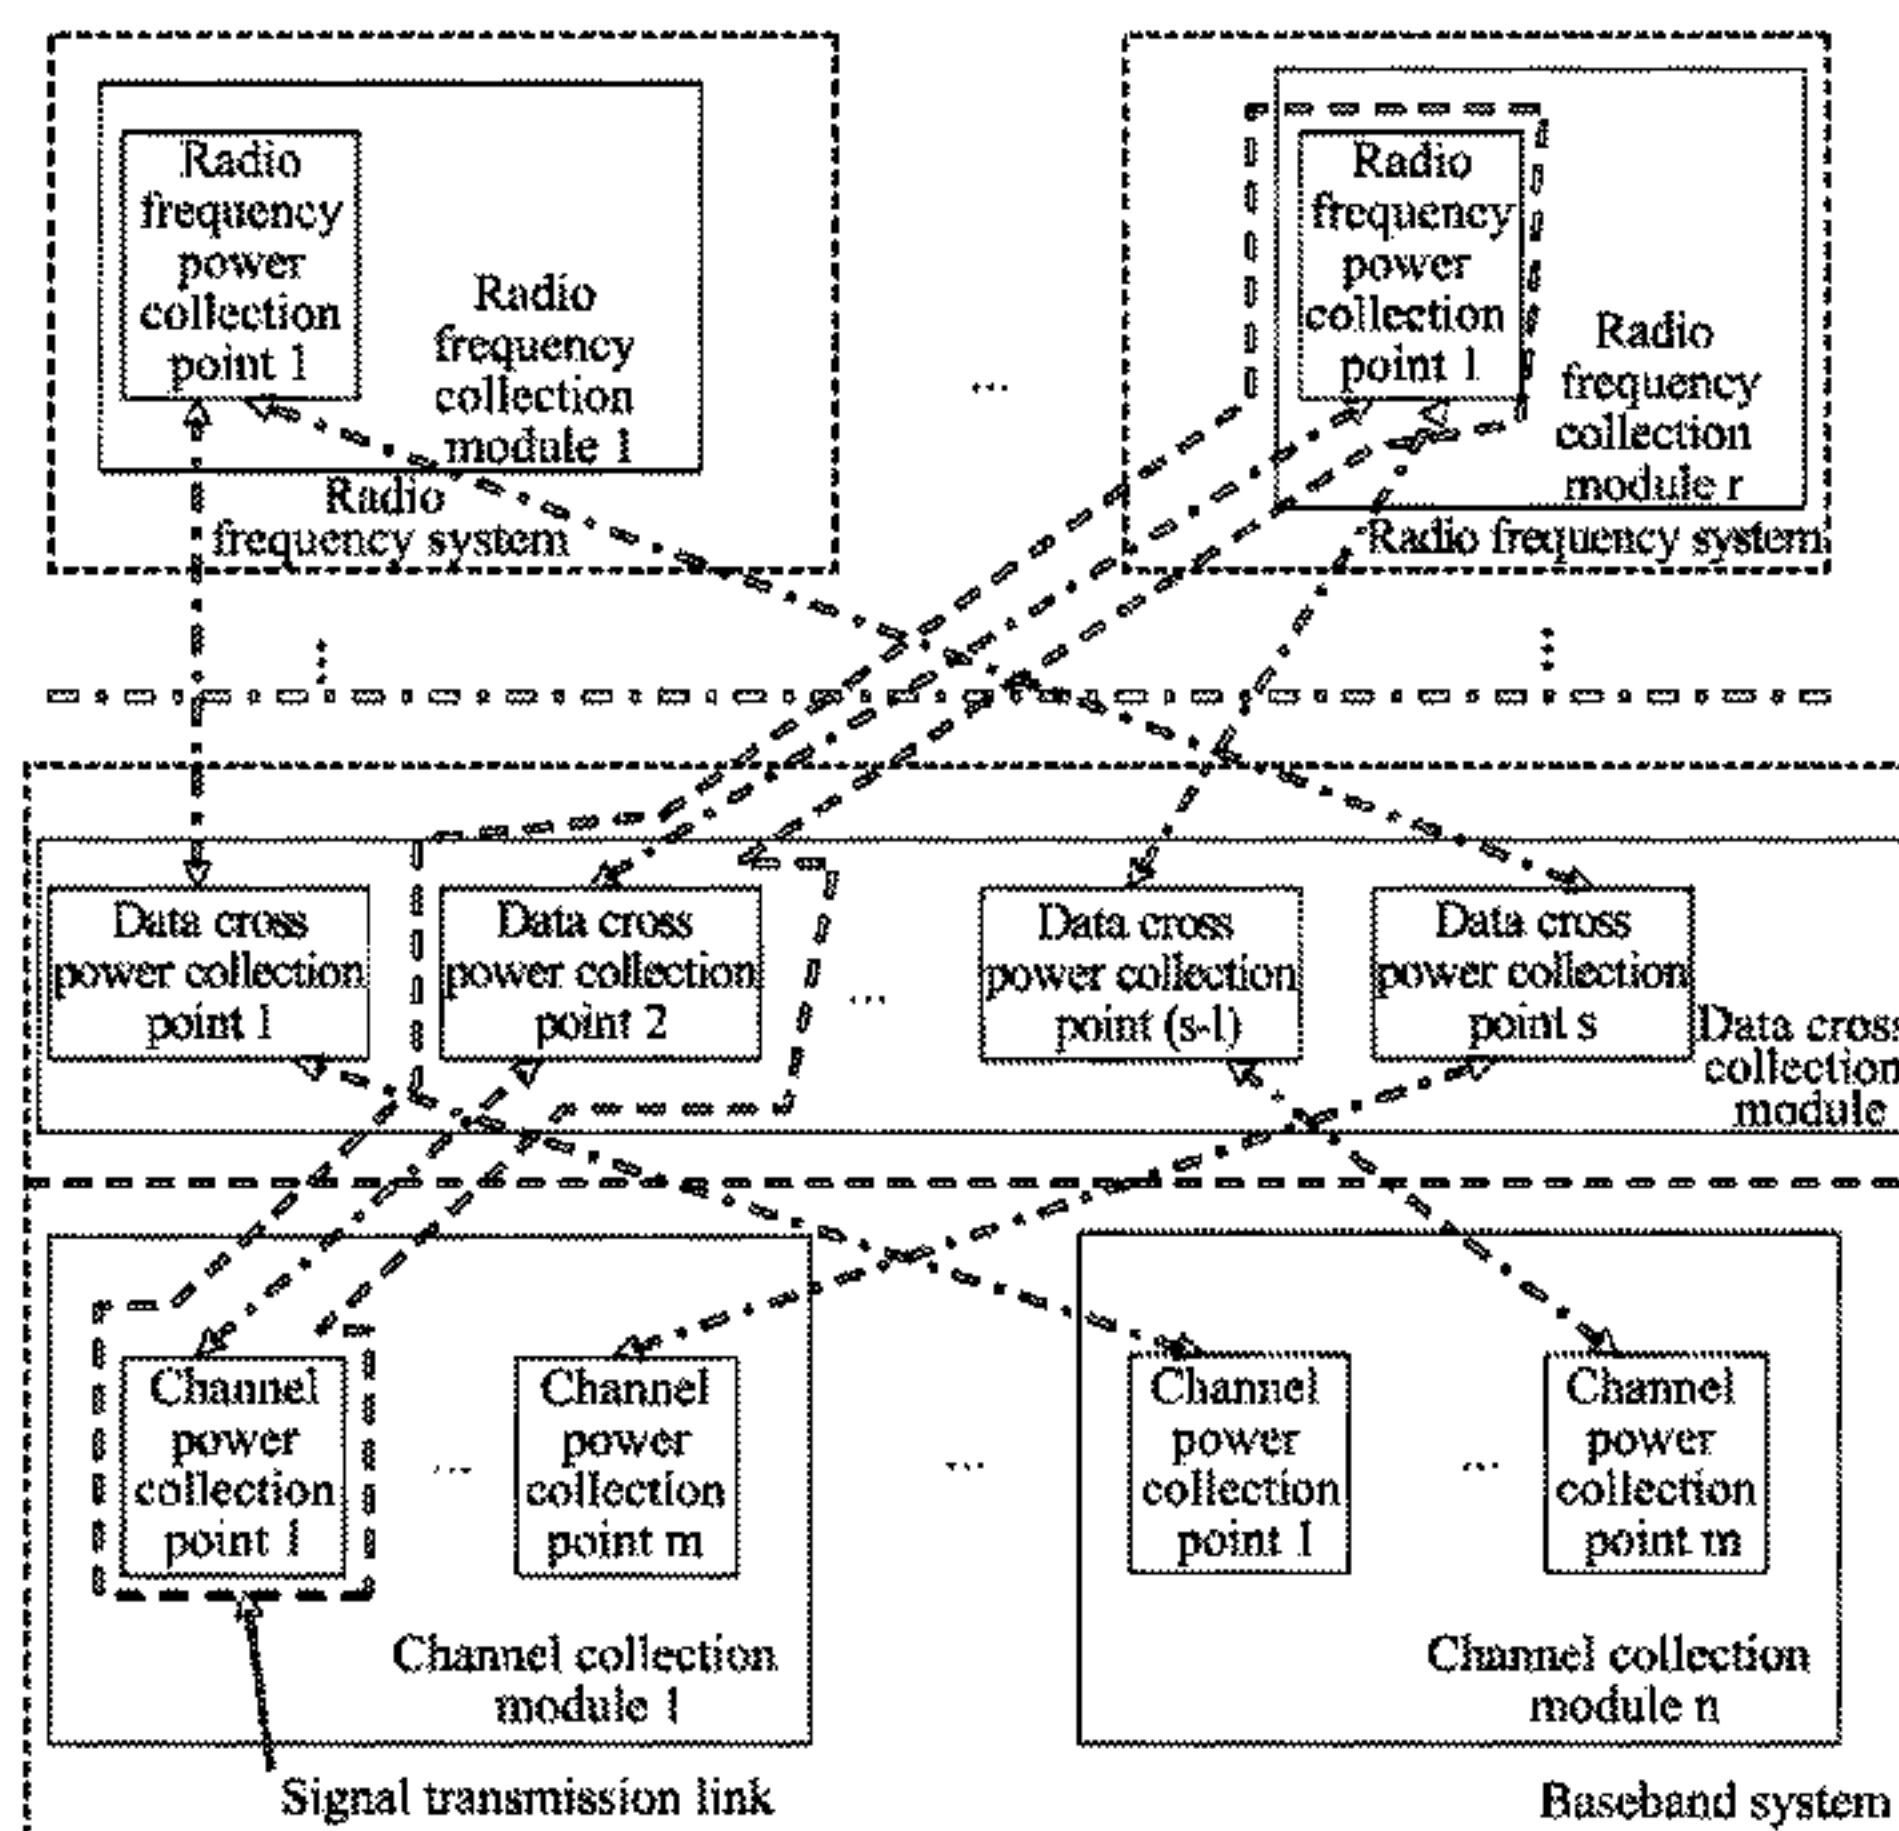 Radio
frequency
power
collection
point 1
Radio
frequency
collection
module 1
Radio
frequency system
...
Radio
frequency
power
collection
point 1
Radio
frequency
collection
module r
Radio frequency system
Data cross
power collection
point 1
Data cross
power collection
point 2
...
Data cross
power collection
point (s-1)
Data cross
power collection
point s
Data cross
collection
module
Channel
power
collection
point 1
...
Channel
power
collection
point m
Channel collection
module 1
...
Channel
power
collection
point 1
...
Channel
power
collection
point m
Channel collection
module n
Signal transmission link
Baseband system